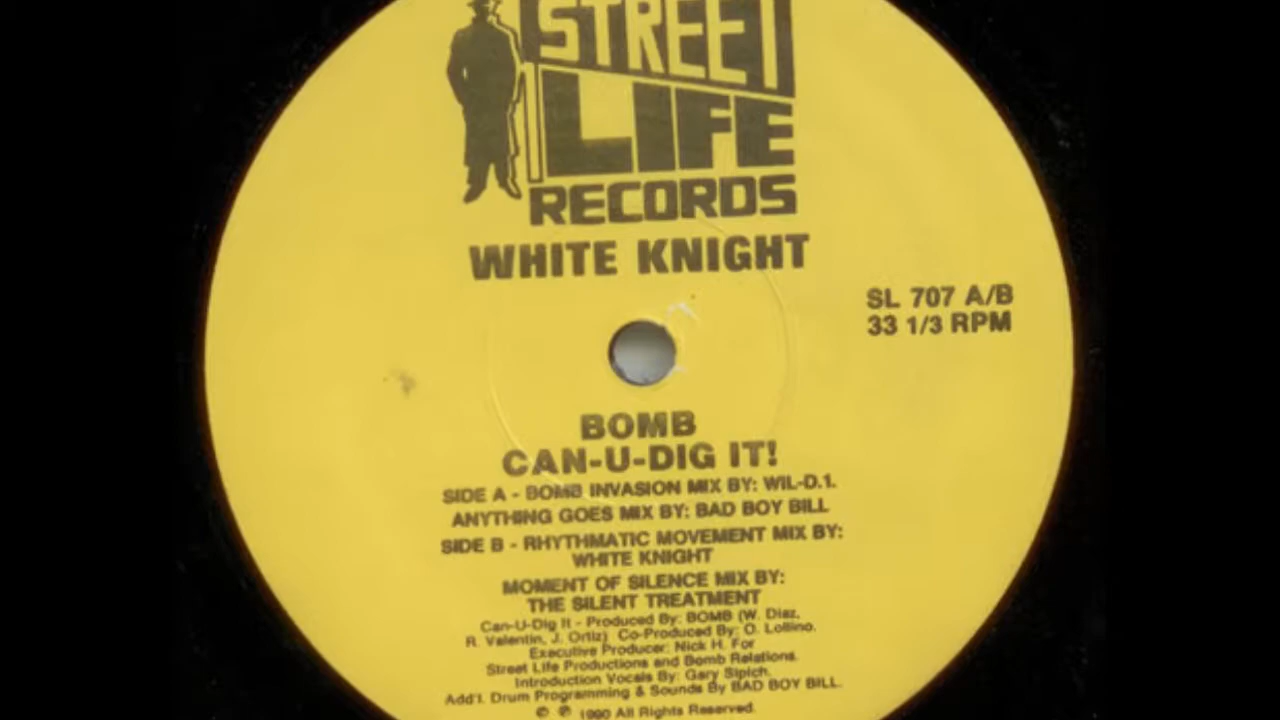 STREET
LIFE
RECORDS
WHITE KNIGHT
SL 707 A/B
33 1/3 RPM
BOMB
CAN-U-DIG IT!
SIDE A - BOMB INVASION MIX BY: WIL-D.1.
ANYTHING GOES MIX BY: BAD BOY BILL
SIDE B - RHYTHMATIC MOVEMENT MIX BY:
WHITE KNIGHT
MOMENT OF SILENCE MIX BY:
THE SILENT TREATMENT
Can-U-Dig It - Produced By: BOMB (W. Diaz,
R. Valentin, J. Ortiz) Co-Produced By: O. Lollino.
Executive Producer: Nick H. For
Street Life Productions and Bomb Relations.
Introduction Vocals By: Gary Sipich.
Add'l. Drum Programming & Sounds By BAD BOY BILL.
© ℗ 1990 All Rights Reserved.